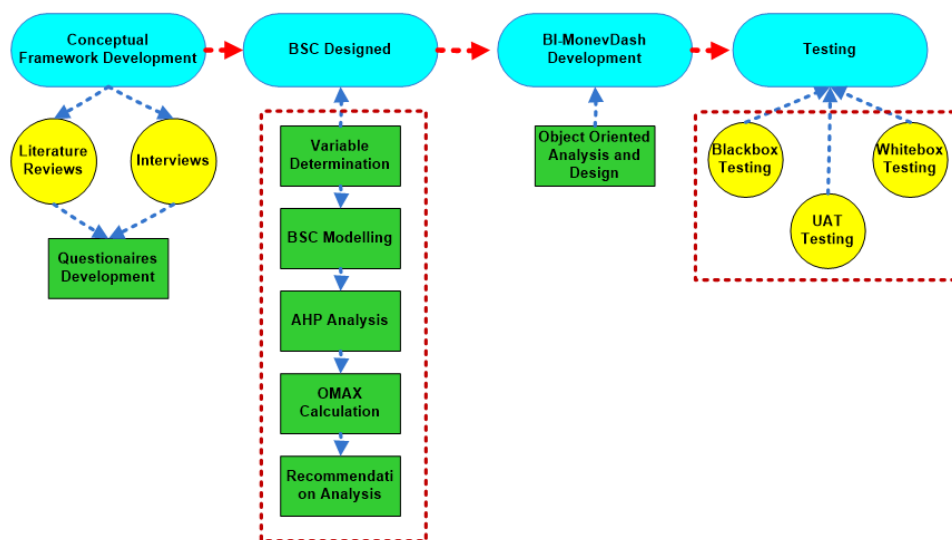 Conceptual
Framework Development
BSC Designed
BI-MonevDash
Development
Testing
Literature
Reviews
Interviews
Questionaires
Development
Variable
Determination
BSC Modelling
AHP Analysis
OMAX
Calculation
Recommendati
on Analysis
Object Oriented
Analysis and
Design
Blackbox
Testing
UAT
Testing
Whitebox
Testing